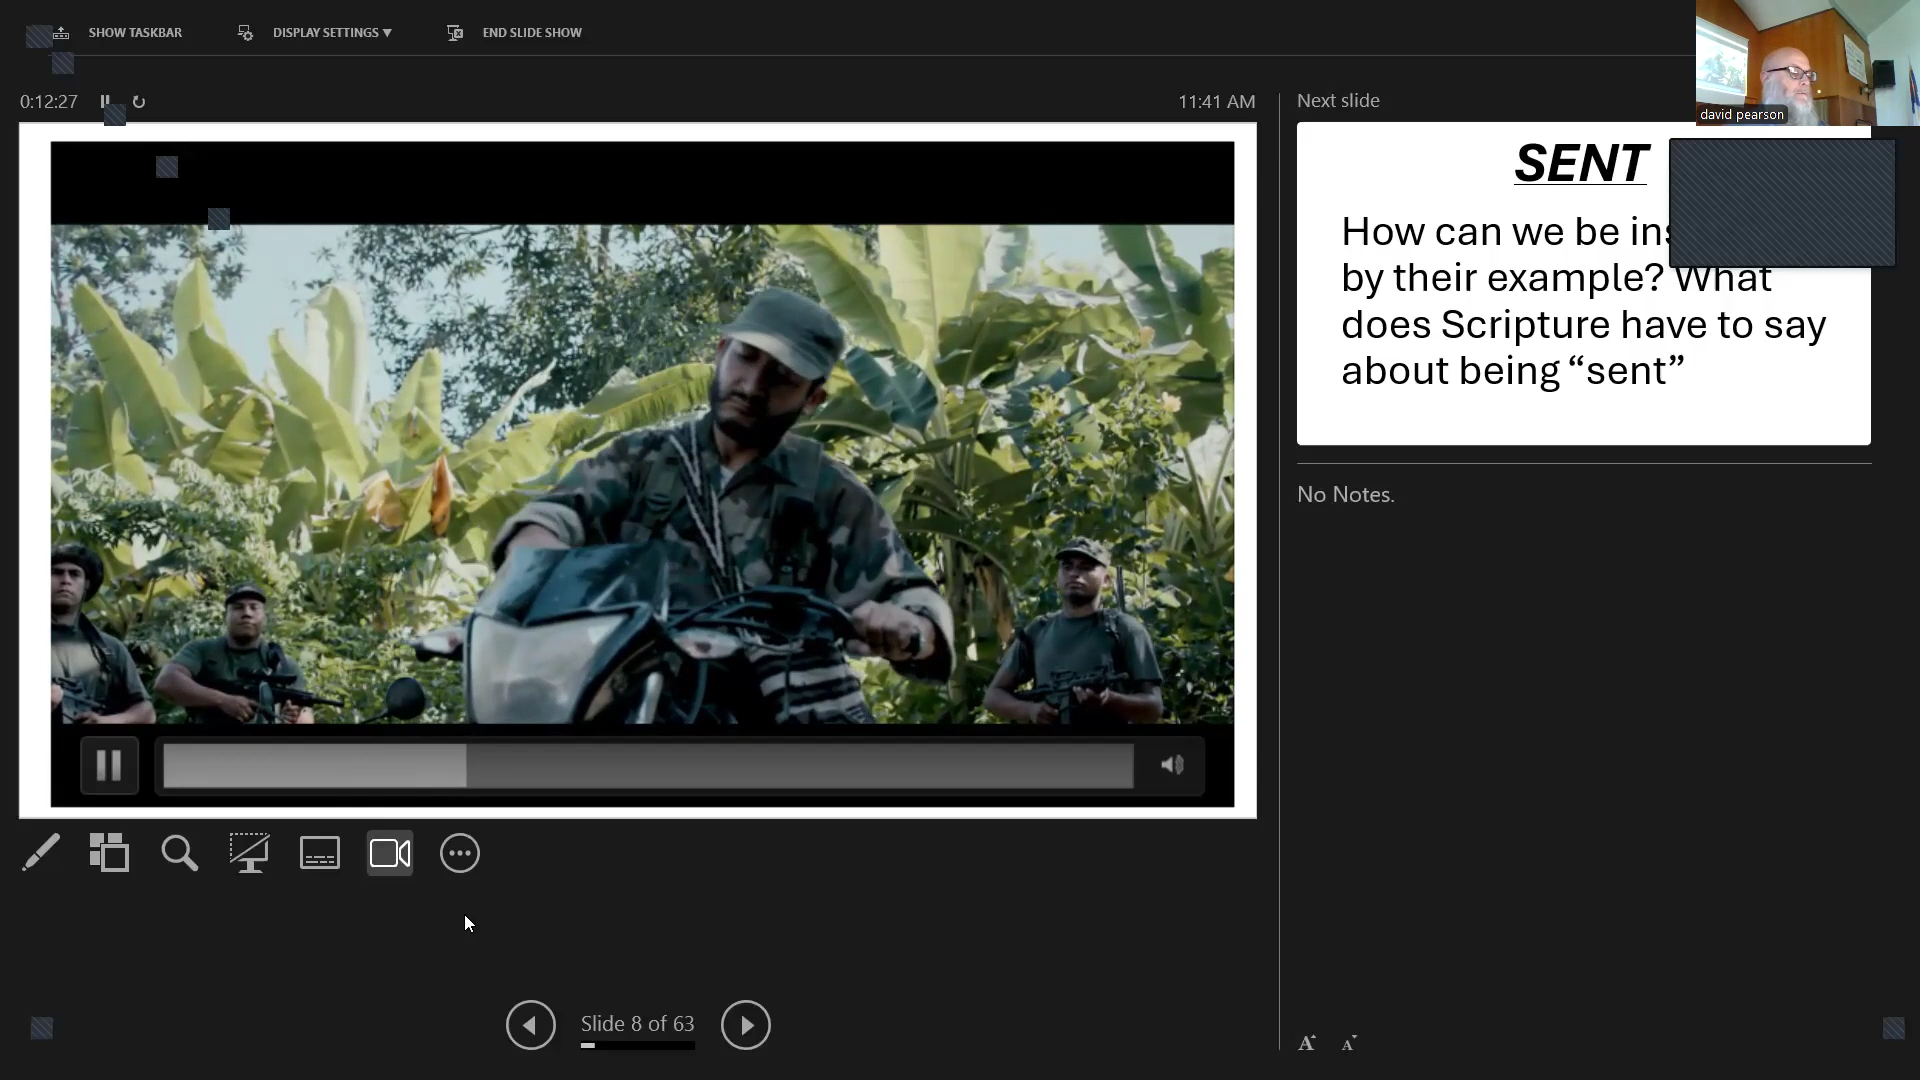 SHOW TASKBAR
DISPLAY SETTINGS ▼
END SLIDE SHOW
0:12:27
11:41 AM
Next slide
david pearson
SENT
How can we be
by their example? What
does Scripture have to say
about being “sent”
No Notes.
Slide 8 of 63
A A